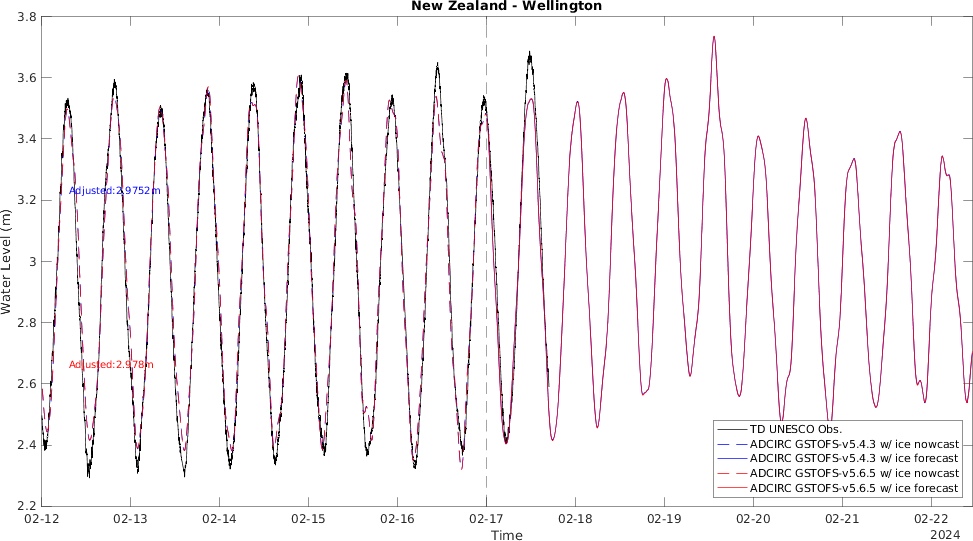 New Zealand - Wellington
3.8
3.6
3.4
3.2
3
2.8
2.6
2.4
2.2
Water Level (m)
Adjusted:2.9752m
Adjusted:2.978m
TD UNESCO Obs.
ADCIRC GSTOFS-v5.4.3 w/ ice nowcast
ADCIRC GSTOFS-v5.4.3 w/ ice forecast
ADCIRC GSTOFS-v5.6.5 w/ ice nowcast
ADCIRC GSTOFS-v5.6.5 w/ ice forecast
02-12 02-13 02-14 02-15 02-16 02-17 02-18 02-19 02-20 02-21 02-22
Time
2024